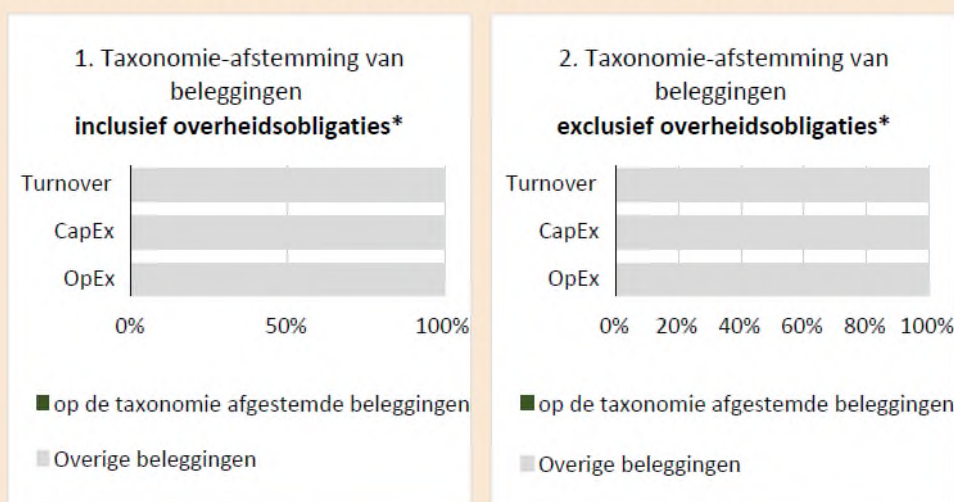 1. Taxonomie-afstemming van
beleggingen
inclusief overheidsobligaties*
Turnover
CapEx
OpEx
0% 50% 100%
op de taxonomie afgestemde beleggingen
Overige beleggingen
2. Taxonomie-afstemming van
beleggingen
exclusief overheidsobligaties*
Turnover
CapEx
OpEx
0% 20% 40% 60% 80% 100%
op de taxonomie afgestemde beleggingen
Overige beleggingen